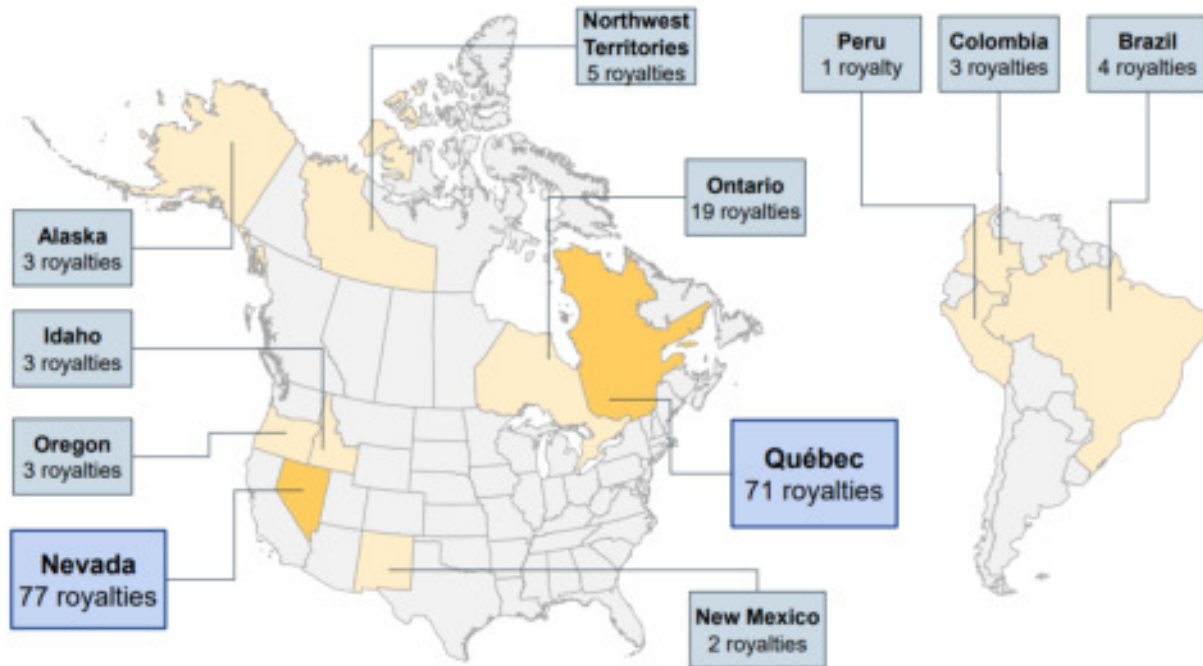 Northwest
Territories
5 royalties
Peru
1 royalty
Colombia
3 royalties
Brazil
4 royalties
Ontario
19 royalties
Alaska
3 royalties
Idaho
3 royalties
Oregon
3 royalties
Québec
71 royalties
Nevada
77 royalties
New Mexico
2 royalties